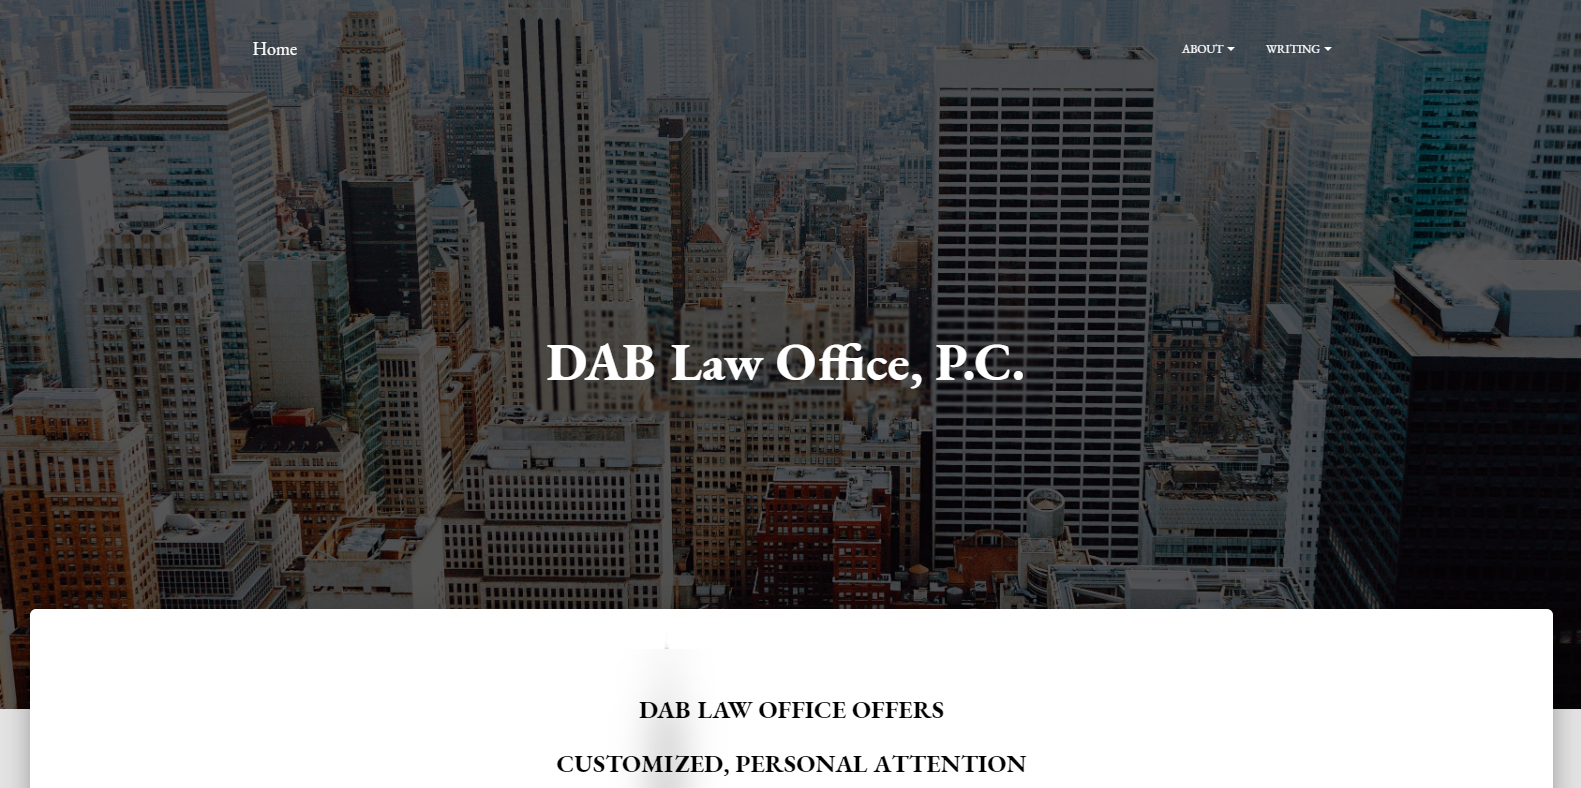 Home
ABOUT
WRITING
DAB Law Office, P.C.
DAB LAW OFFICE OFFERS
CUSTOMIZED, PERSONAL ATTENTION